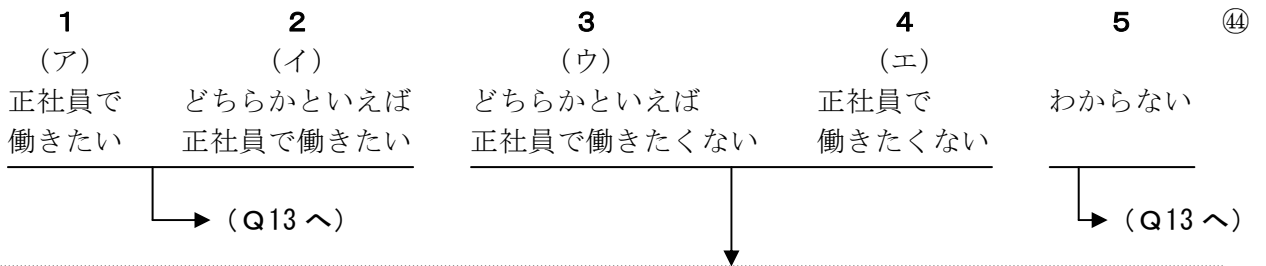 1 2 3 4 5 ㊹
（ア） （イ） （ウ） （エ）
正社員で どちらかといえば どちらかといえば 正社員で わからない
働きたい 正社員で働きたい 正社員で働きたくない 働きたくない
（Q13 へ） （Q13 へ）